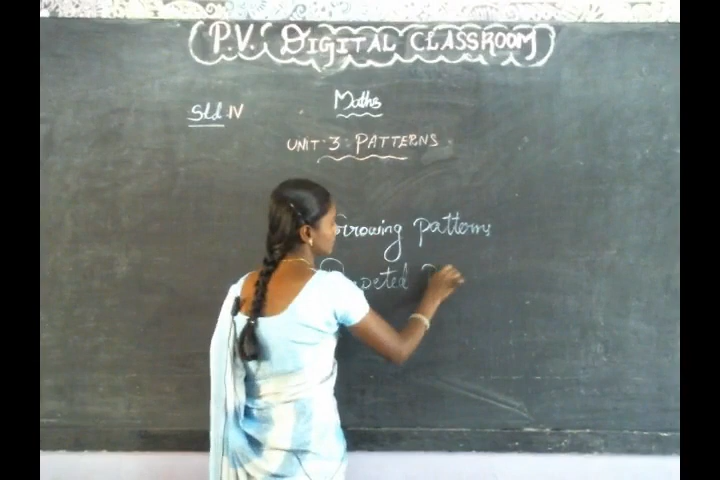 P.V. DIGITAL CLASSROOM
Maths
Std IV
UNIT-3: PATTERNS
Growing patterns